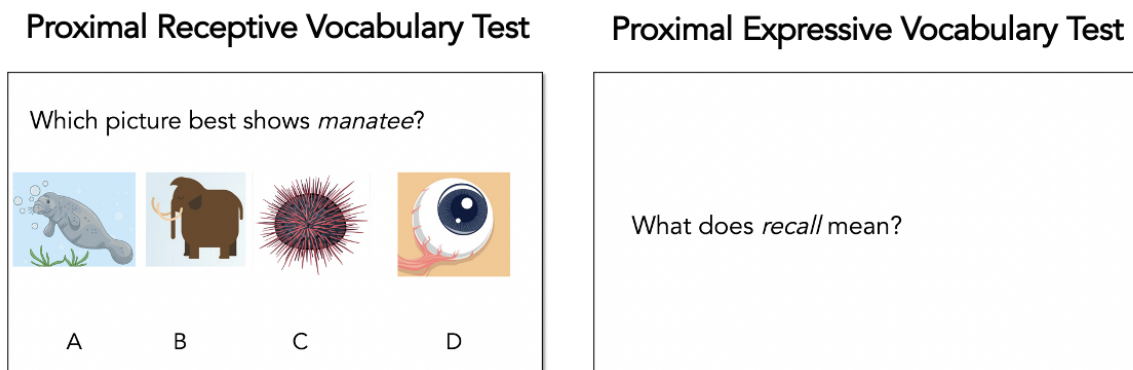 Proximal Receptive Vocabulary Test
Which picture best shows manatee?
A B C D
Proximal Expressive Vocabulary Test
What does recall mean?